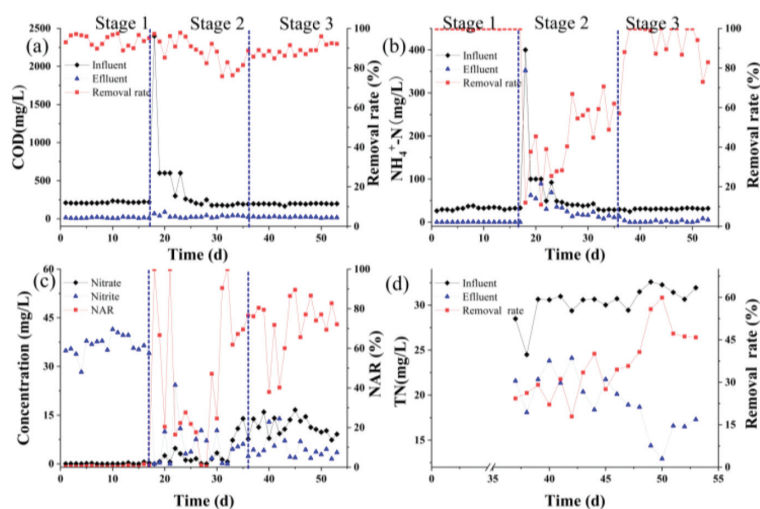 Stage 1 Stage 2 Stage 3
(a)
2500
2000
1500
1000
500
0
COD(mg/L)
Influent
Eflluent
Removal rate
100
80
60
40
20
0
Removal rate (%)
0 10 20 30 40 50
Time (d)
Stage 1 Stage 2 Stage 3
(b)
400
300
200
100
0
NH₄⁺-N (mg/L)
Influent
Eflluent
Removal rate
100
80
60
40
20
0
Removal rate (%)
0 10 20 30 40 50
Time (d)
(c)
60
45
30
15
0
Concentration (mg/L)
Nitrate
Nitrite
NAR
100
80
60
40
20
0
NAR (%)
0 10 20 30 40 50
Time (d)
(d)
30
25
20
15
TN(mg/L)
Influent
Eflluent
Removal rate
60
45
30
15
0
Removal rate (%)
0 35 40 45 50 55
Time (d)